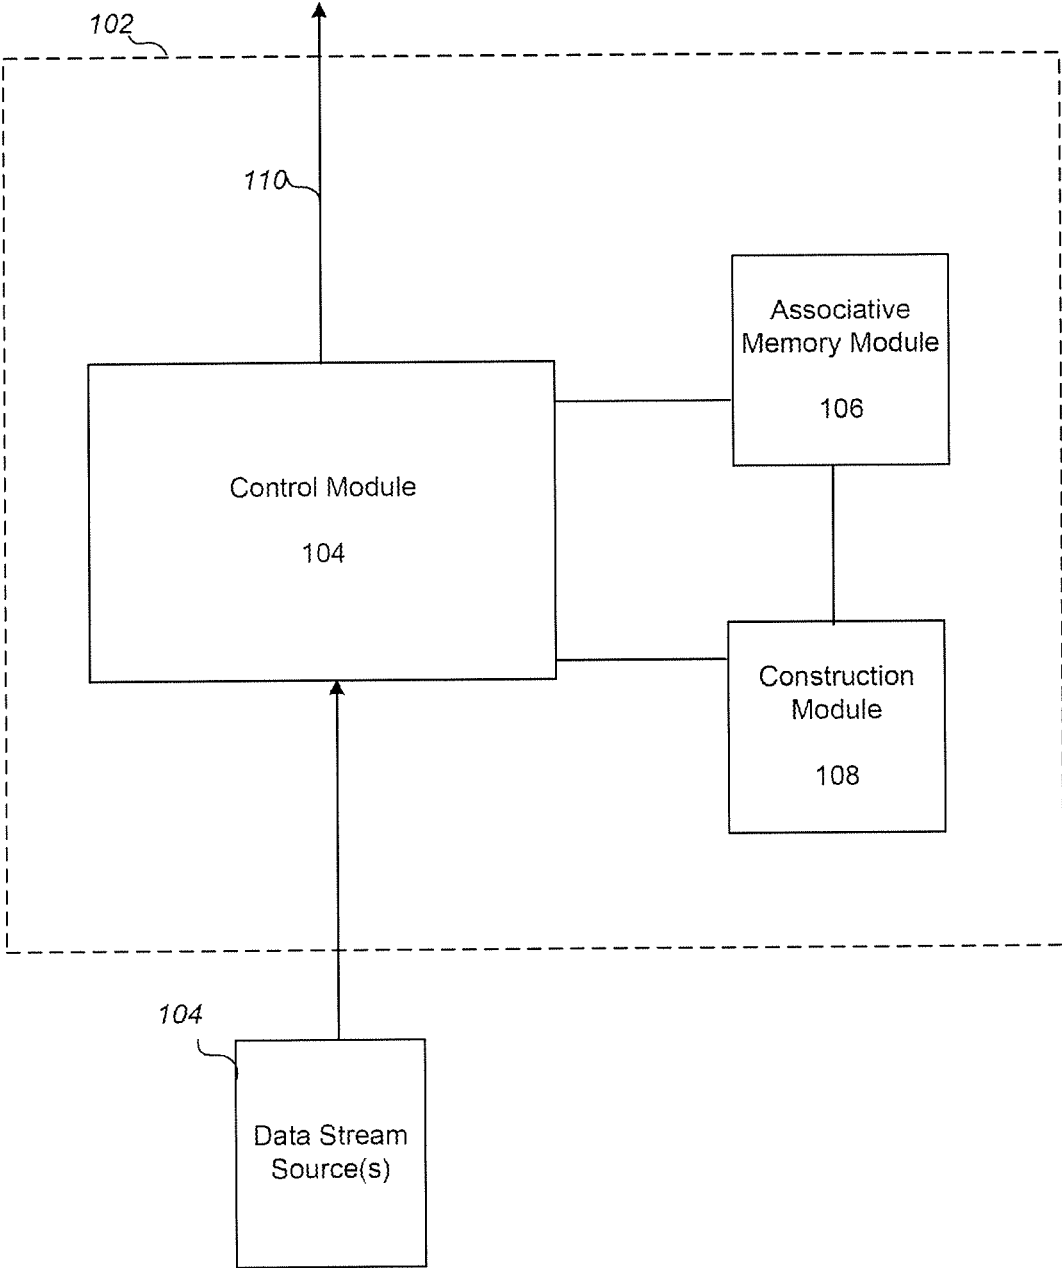 102
110
Associative
Memory Module
106
Control Module
104
Construction
Module
108
104
Data Stream
Source(s)